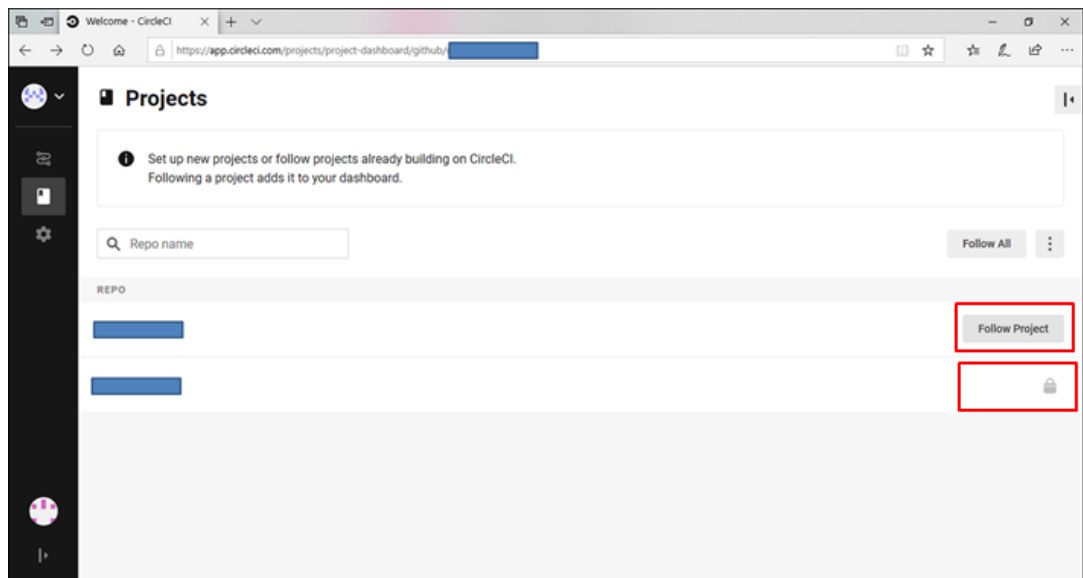 Welcome - CircleCI
https://app.circleci.com/projects/project-dashboard/github/
Projects
Set up new projects or follow projects already building on CircleCI.
Following a project adds it to your dashboard.
Repo name
Follow All
REPO
Follow Project